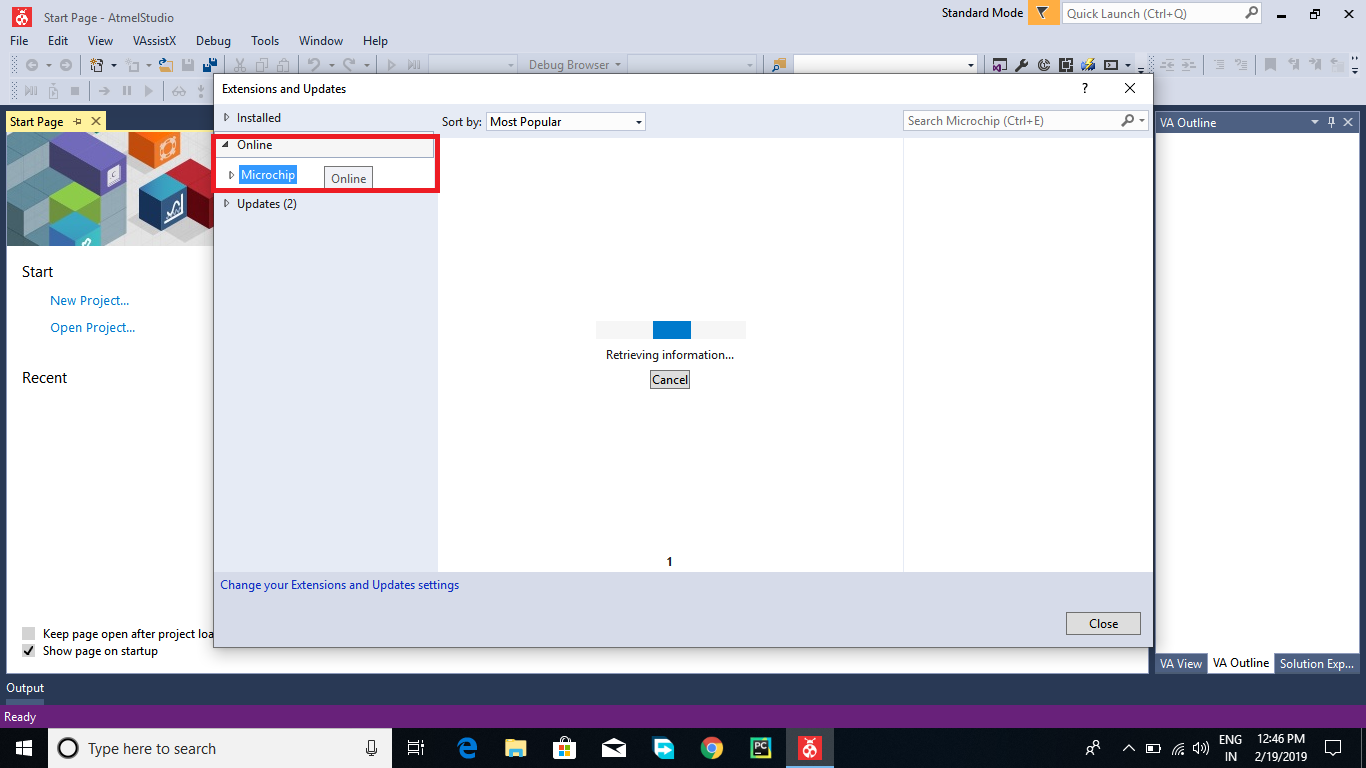 Start Page - AtmelStudio
Standard Mode
Quick Launch (Ctrl+Q)
File Edit View VAssistX Debug Tools Window Help
Debug Browser
Extensions and Updates
?
Start Page
Installed
Sort by: Most Popular
Search Microchip (Ctrl+E)
VA Outline
Online
Microchip
Online
Updates (2)
Start
New Project...
Open Project...
Recent
Retrieving information...
Cancel
1
Change your Extensions and Updates settings
Close
Keep page open after project loa
Show page on startup
VA View VA Outline Solution Exp...
Output
Ready
Type here to search
PC
ENG
IN
12:46 PM
2/19/2019